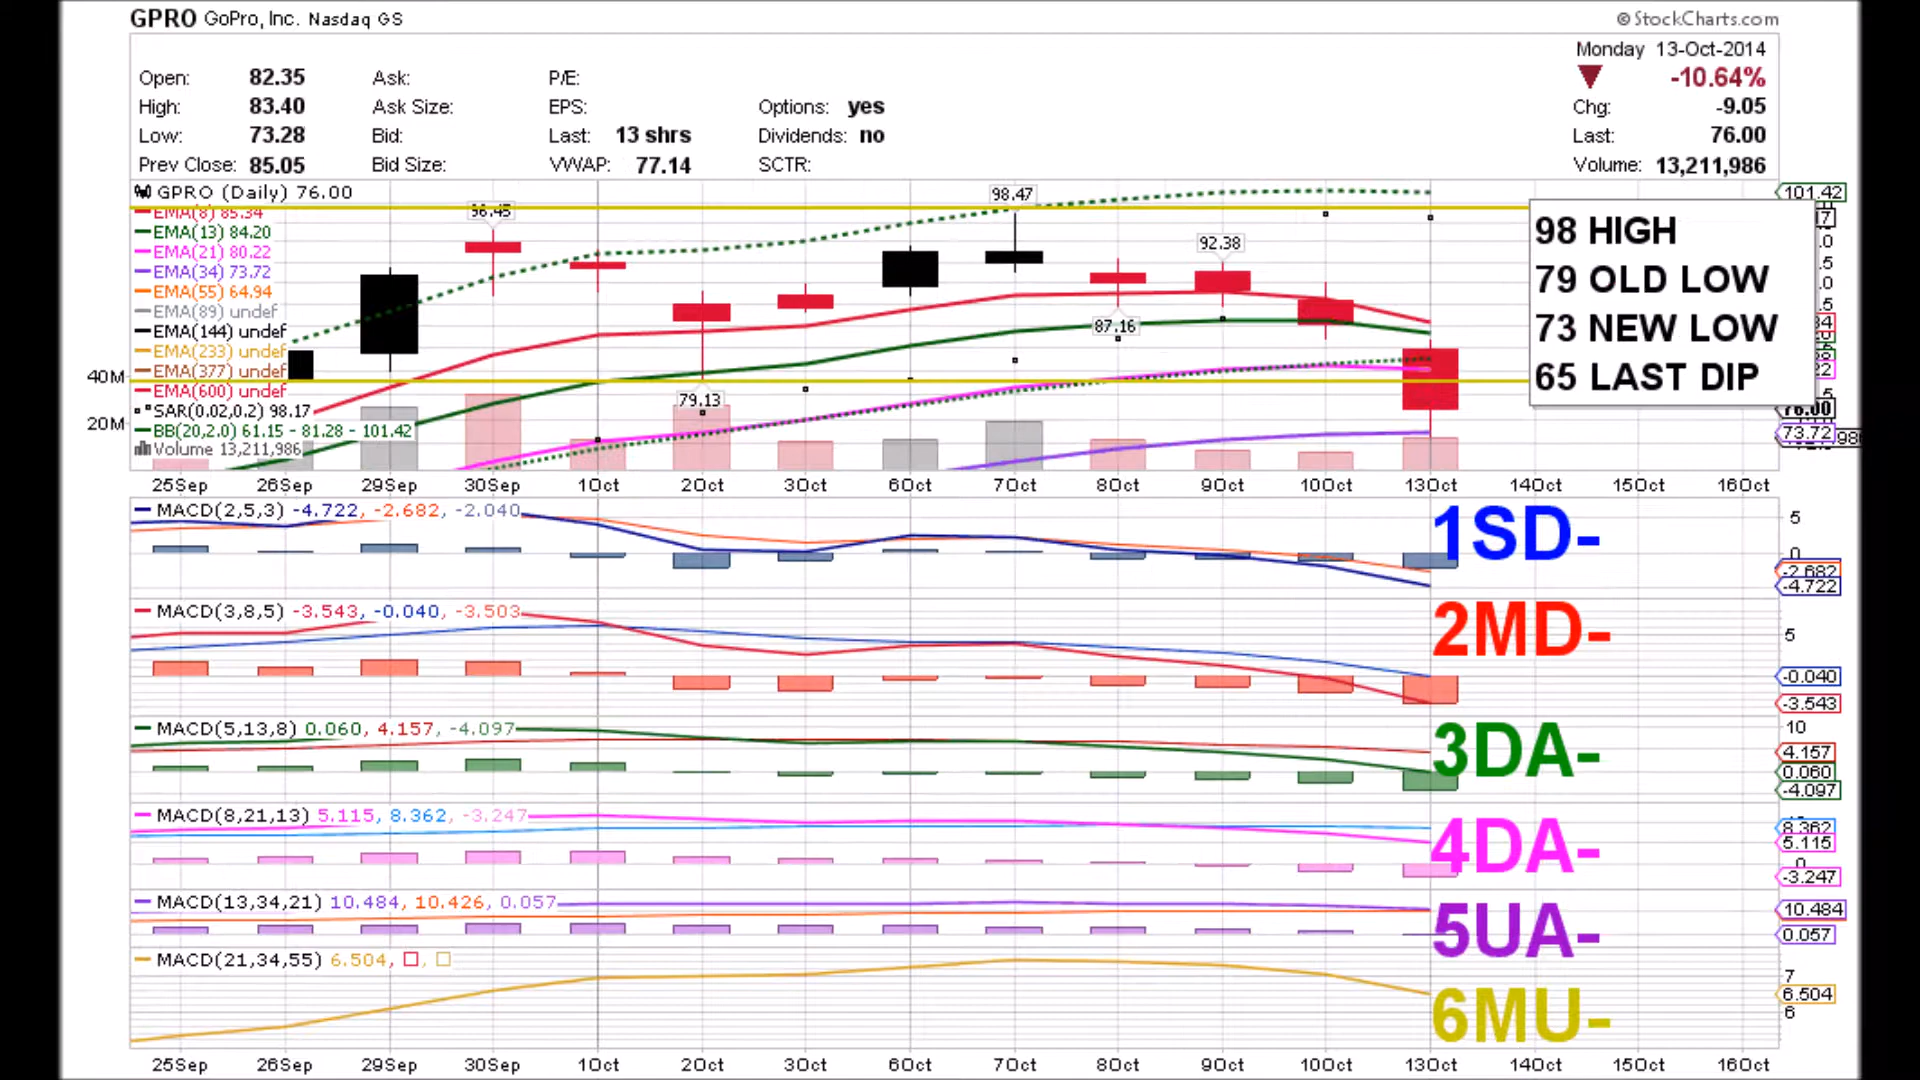 GPRO GoPro, Inc. Nasdaq GS
© StockCharts.com
Monday 13-Oct-2014
Open: 82.35 Ask: P/E: -10.64%
High: 83.40 Ask Size: EPS: Options: yes Chg: -9.05
Low: 73.28 Bid: Last: 13 shrs Dividends: no Last: 76.00
Prev Close: 85.05 Bid Size: VWAP: 77.14 SCTR: Volume: 13,211,986
GPRO (Daily) 76.00
EMA(8) 85.34
EMA(13) 84.20
EMA(21) 80.22
EMA(34) 73.72
EMA(55) 64.94
EMA(89) undef
EMA(144) undef
EMA(233) undef
EMA(377) undef
EMA(600) undef
SAR(0.02,0.2) 98.17
BB(20,2.0) 61.15 - 81.28 - 101.42
Volume 13,211,986
40M
20M
96.45
79.13
98.47
87.16
92.38
98 HIGH
79 OLD LOW
73 NEW LOW
65 LAST DIP
101.42
76.00
73.72
25Sep 26Sep 29Sep 30Sep 1Oct 2Oct 3Oct 6Oct 7Oct 8Oct 9Oct 10Oct 13Oct 14Oct 15Oct 16Oct
MACD(2,5,3) -4.722, -2.682, -2.040
1SD-
5
0
-2.682
-4.722
MACD(3,8,5) -3.543, -0.040, -3.503
2MD-
5
-0.040
-3.543
MACD(5,13,8) 0.060, 4.157, -4.097
3DA-
10
4.157
0.060
-4.097
MACD(8,21,13) 5.115, 8.362, -3.247
4DA-
8.362
5.115
0
-3.247
MACD(13,34,21) 10.484, 10.426, 0.057
5UA-
10.484
0.057
MACD(21,34,55) 6.504,
6MU-
7
6.504
6
25Sep 26Sep 29Sep 30Sep 1Oct 2Oct 3Oct 6Oct 7Oct 8Oct 9Oct 10Oct 13Oct 14Oct 15Oct 16Oct